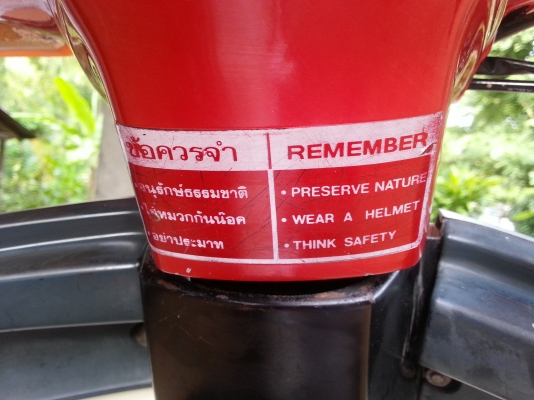 ข้อควรจำ
อนุรักษ์ธรรมชาติ
ใส่หมวกกันน๊อค
อย่าประมาท
REMEMBER
• PRESERVE NATURE
• WEAR A HELMET
• THINK SAFETY